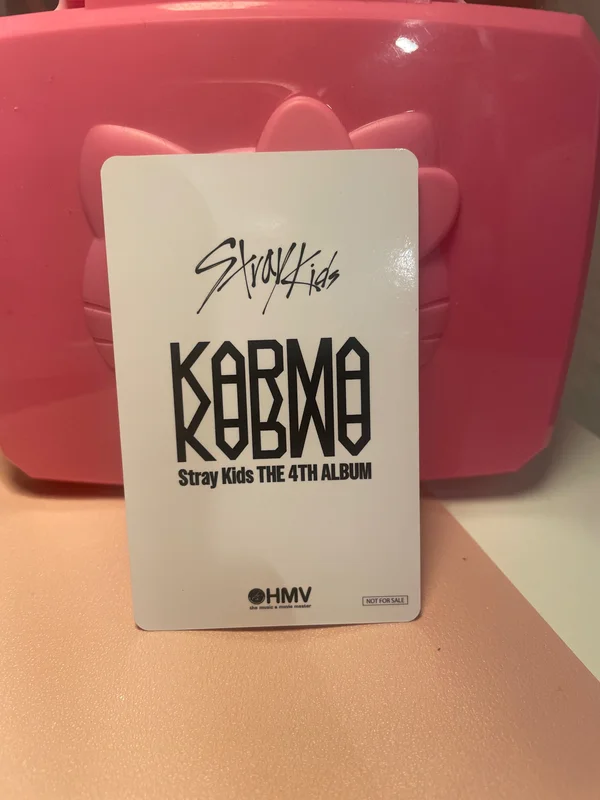 Stray Kids
KARMA
Stray Kids THE 4TH ALBUM
HMV
the music & movie master
NOT FOR SALE